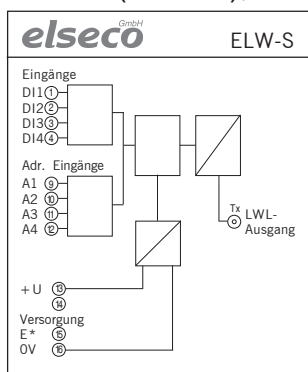 elseco GmbH
ELW-S
Eingänge
DI1 1
DI2 2
DI3 3
DI4 4
Adr. Eingänge
A1 9
A2 10
A3 11
A4 12
Tx
LWL-
Ausgang
+U 13
14
Versorgung
E* 15
0V 16